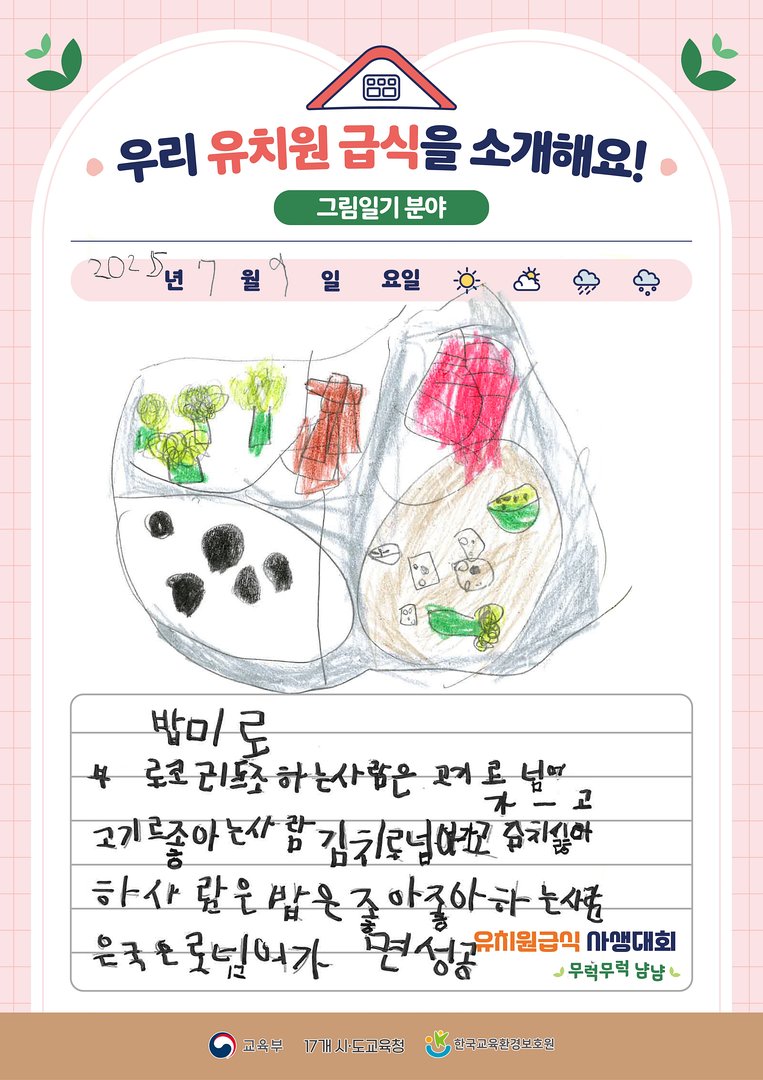 우리 유치원 급식을 소개해요!
그림일기 분야
2025년 7월 9일 요일
밥미로
부 로코리조하는사람은 고기로 넘어
가 고
고기르좋아는사람 김치로넘어가고 김치싫어
하사람은 밥은 좋아좋아하는사람
은국으로넘어가 면성공
유치원급식 사생대회
무럭무럭 냠냠
교육부 17개 시·도교육청 한국교육환경보호원